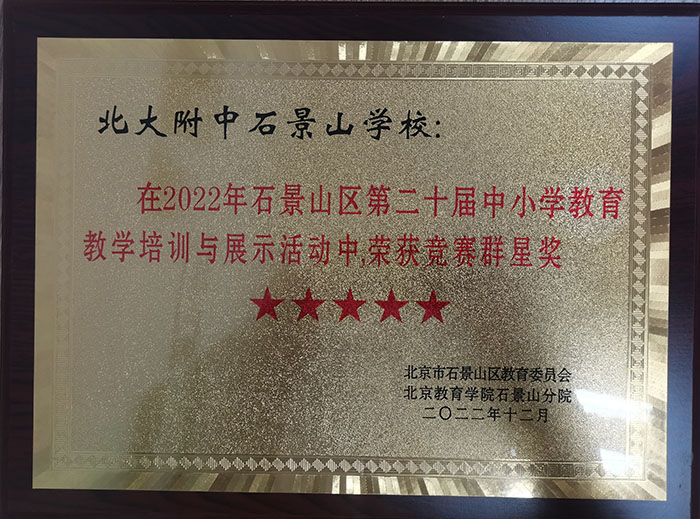 北大附中石景山学校:
在2022年石景山区第二十届中小学教育
教学培训与展示活动中,荣获竞赛群星奖
北京市石景山区教育委员会
北京教育学院石景山分院
二〇二二年十二月